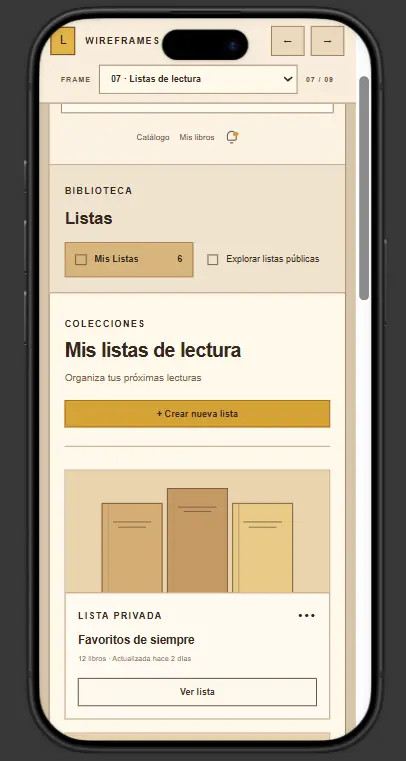 L WIREFRAMES ← →
FRAME 07 · Listas de lectura 07 / 09
Catálogo Mis libros
BIBLIOTECA
Listas
Mis Listas 6 Explorar listas públicas
COLECCIONES
Mis listas de lectura
Organiza tus próximas lecturas
+ Crear nueva lista
LISTA PRIVADA •••
Favoritos de siempre
12 libros · Actualizada hace 2 días
Ver lista